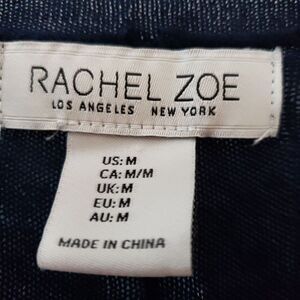 RACHEL ZOE
LOS ANGELES NEW YORK
US: M
CA: M/M
UK: M
EU: M
AU: M
MADE IN CHINA